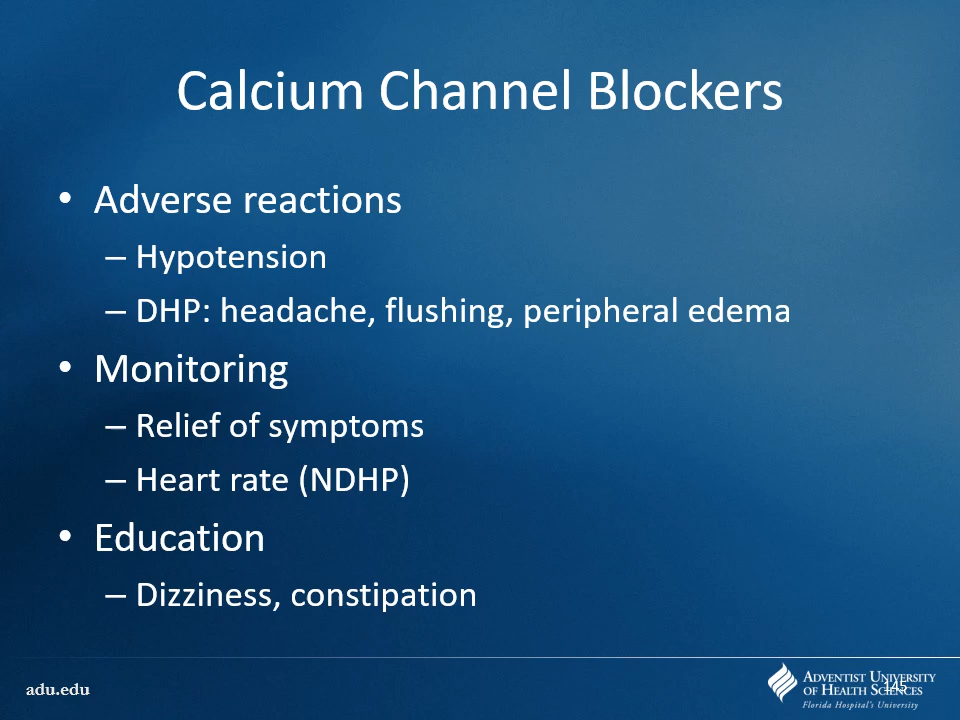 Calcium Channel Blockers
• Adverse reactions
– Hypotension
– DHP: headache, flushing, peripheral edema
• Monitoring
– Relief of symptoms
– Heart rate (NDHP)
• Education
– Dizziness, constipation
adu.edu
ADVENTIST UNIVERSITY
OF HEALTH SCIENCES
145
Florida Hospital's University